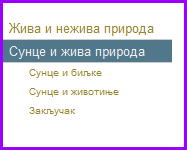 Жива и нежива природа
Сунце и жива природа
Сунце и биљке
Сунце и животиње
Закључак